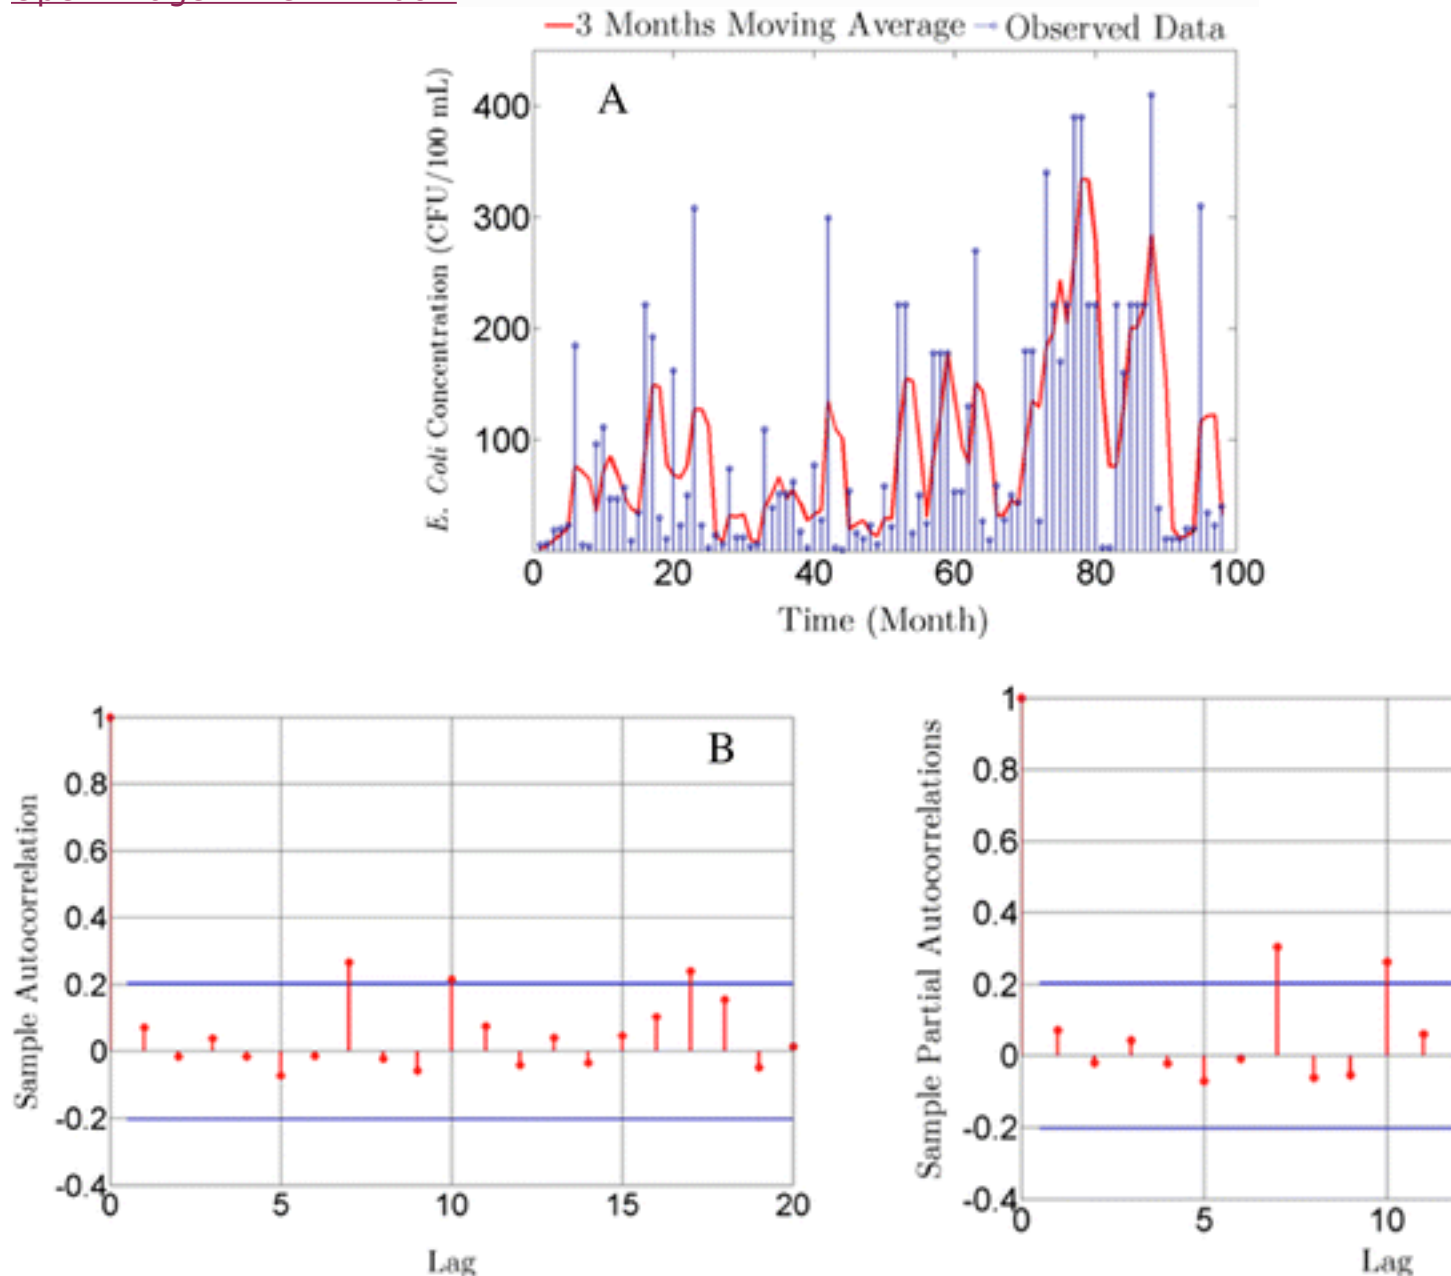 3 Months Moving Average Observed Data
A
E. Coli Concentration (CFU/100 mL)
400
300
200
100
0 20 40 60 80 100
Time (Month)
B
Sample Autocorrelation
1
0.8
0.6
0.4
0.2
0
-0.2
-0.4
0 5 10 15 20
Lag
Sample Partial Autocorrelations
1
0.8
0.6
0.4
0.2
0
-0.2
-0.4
0 5 10
Lag